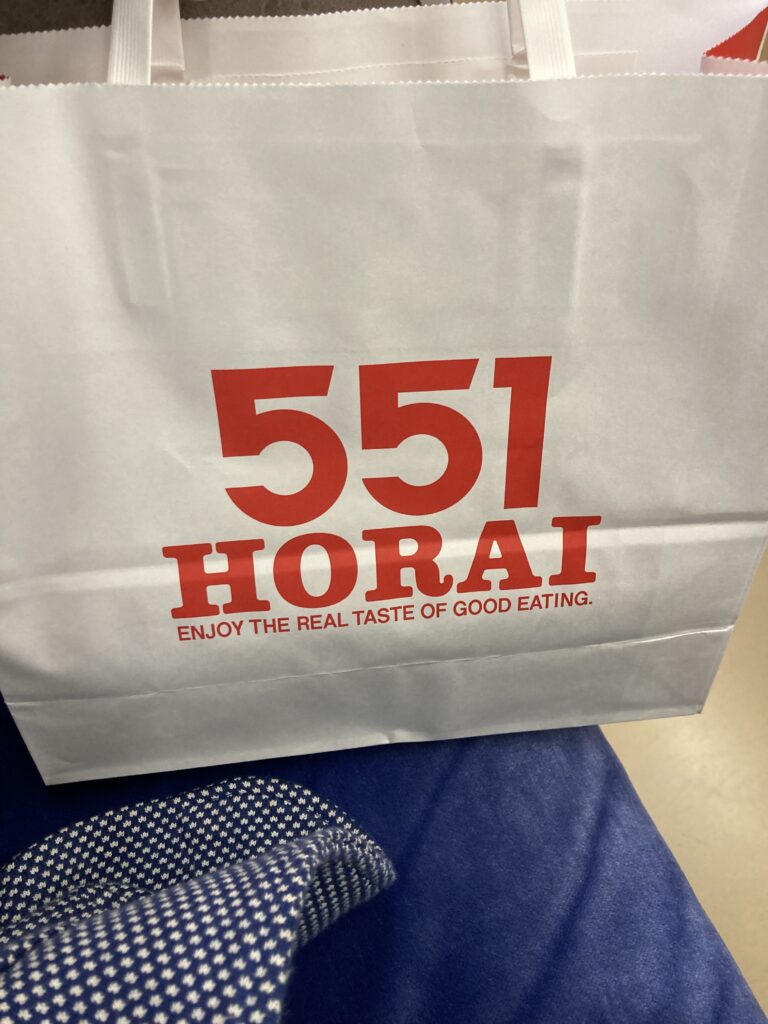 551
HORAI
ENJOY THE REAL TASTE OF GOOD EATING.